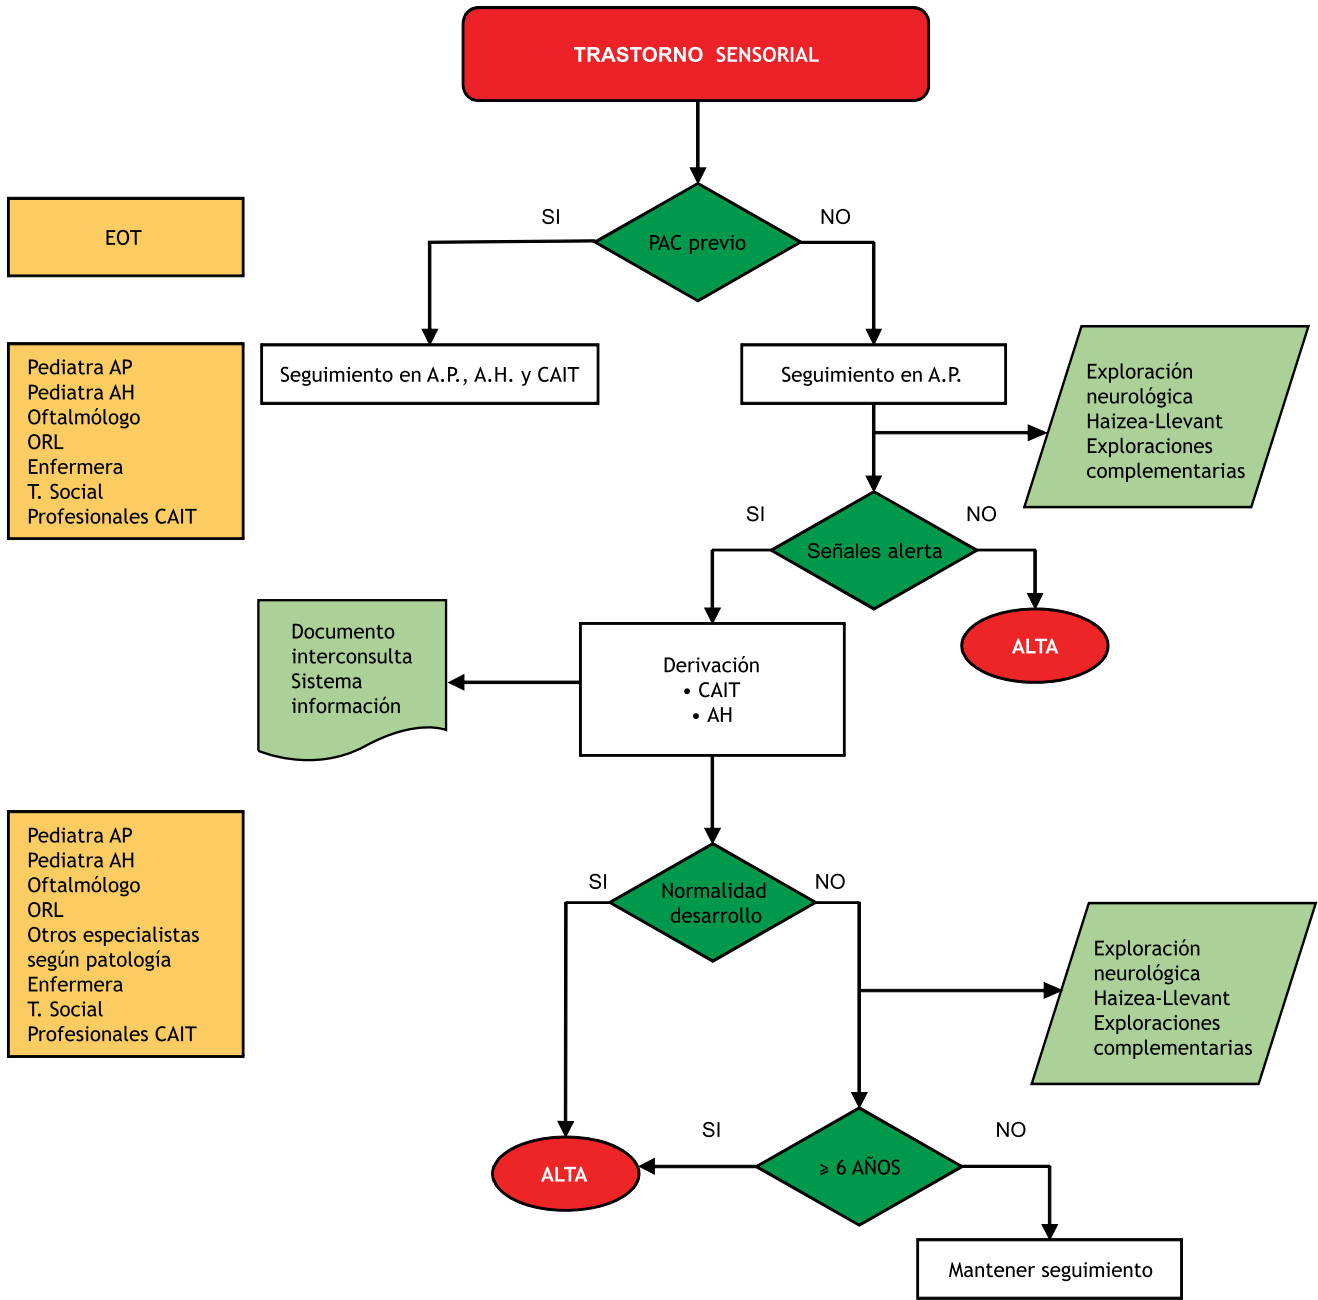 TRASTORNO SENSORIAL
SI
NO
PAC previo
EOT
Pediatra AP
Pediatra AH
Oftalmólogo
ORL
Enfermera
T. Social
Profesionales CAIT
Seguimiento en A.P., A.H. y CAIT
Seguimiento en A.P.
Exploración
neurológica
Haizea-Llevant
Exploraciones
complementarias
SI
NO
Señales alerta
ALTA
Documento
interconsulta
Sistema
información
Derivación
• CAIT
• AH
Pediatra AP
Pediatra AH
Oftalmólogo
ORL
Otros especialistas
según patología
Enfermera
T. Social
Profesionales CAIT
SI
NO
Normalidad
desarrollo
Exploración
neurológica
Haizea-Llevant
Exploraciones
complementarias
SI
NO
ALTA
⩾ 6 AÑOS
Mantener seguimiento